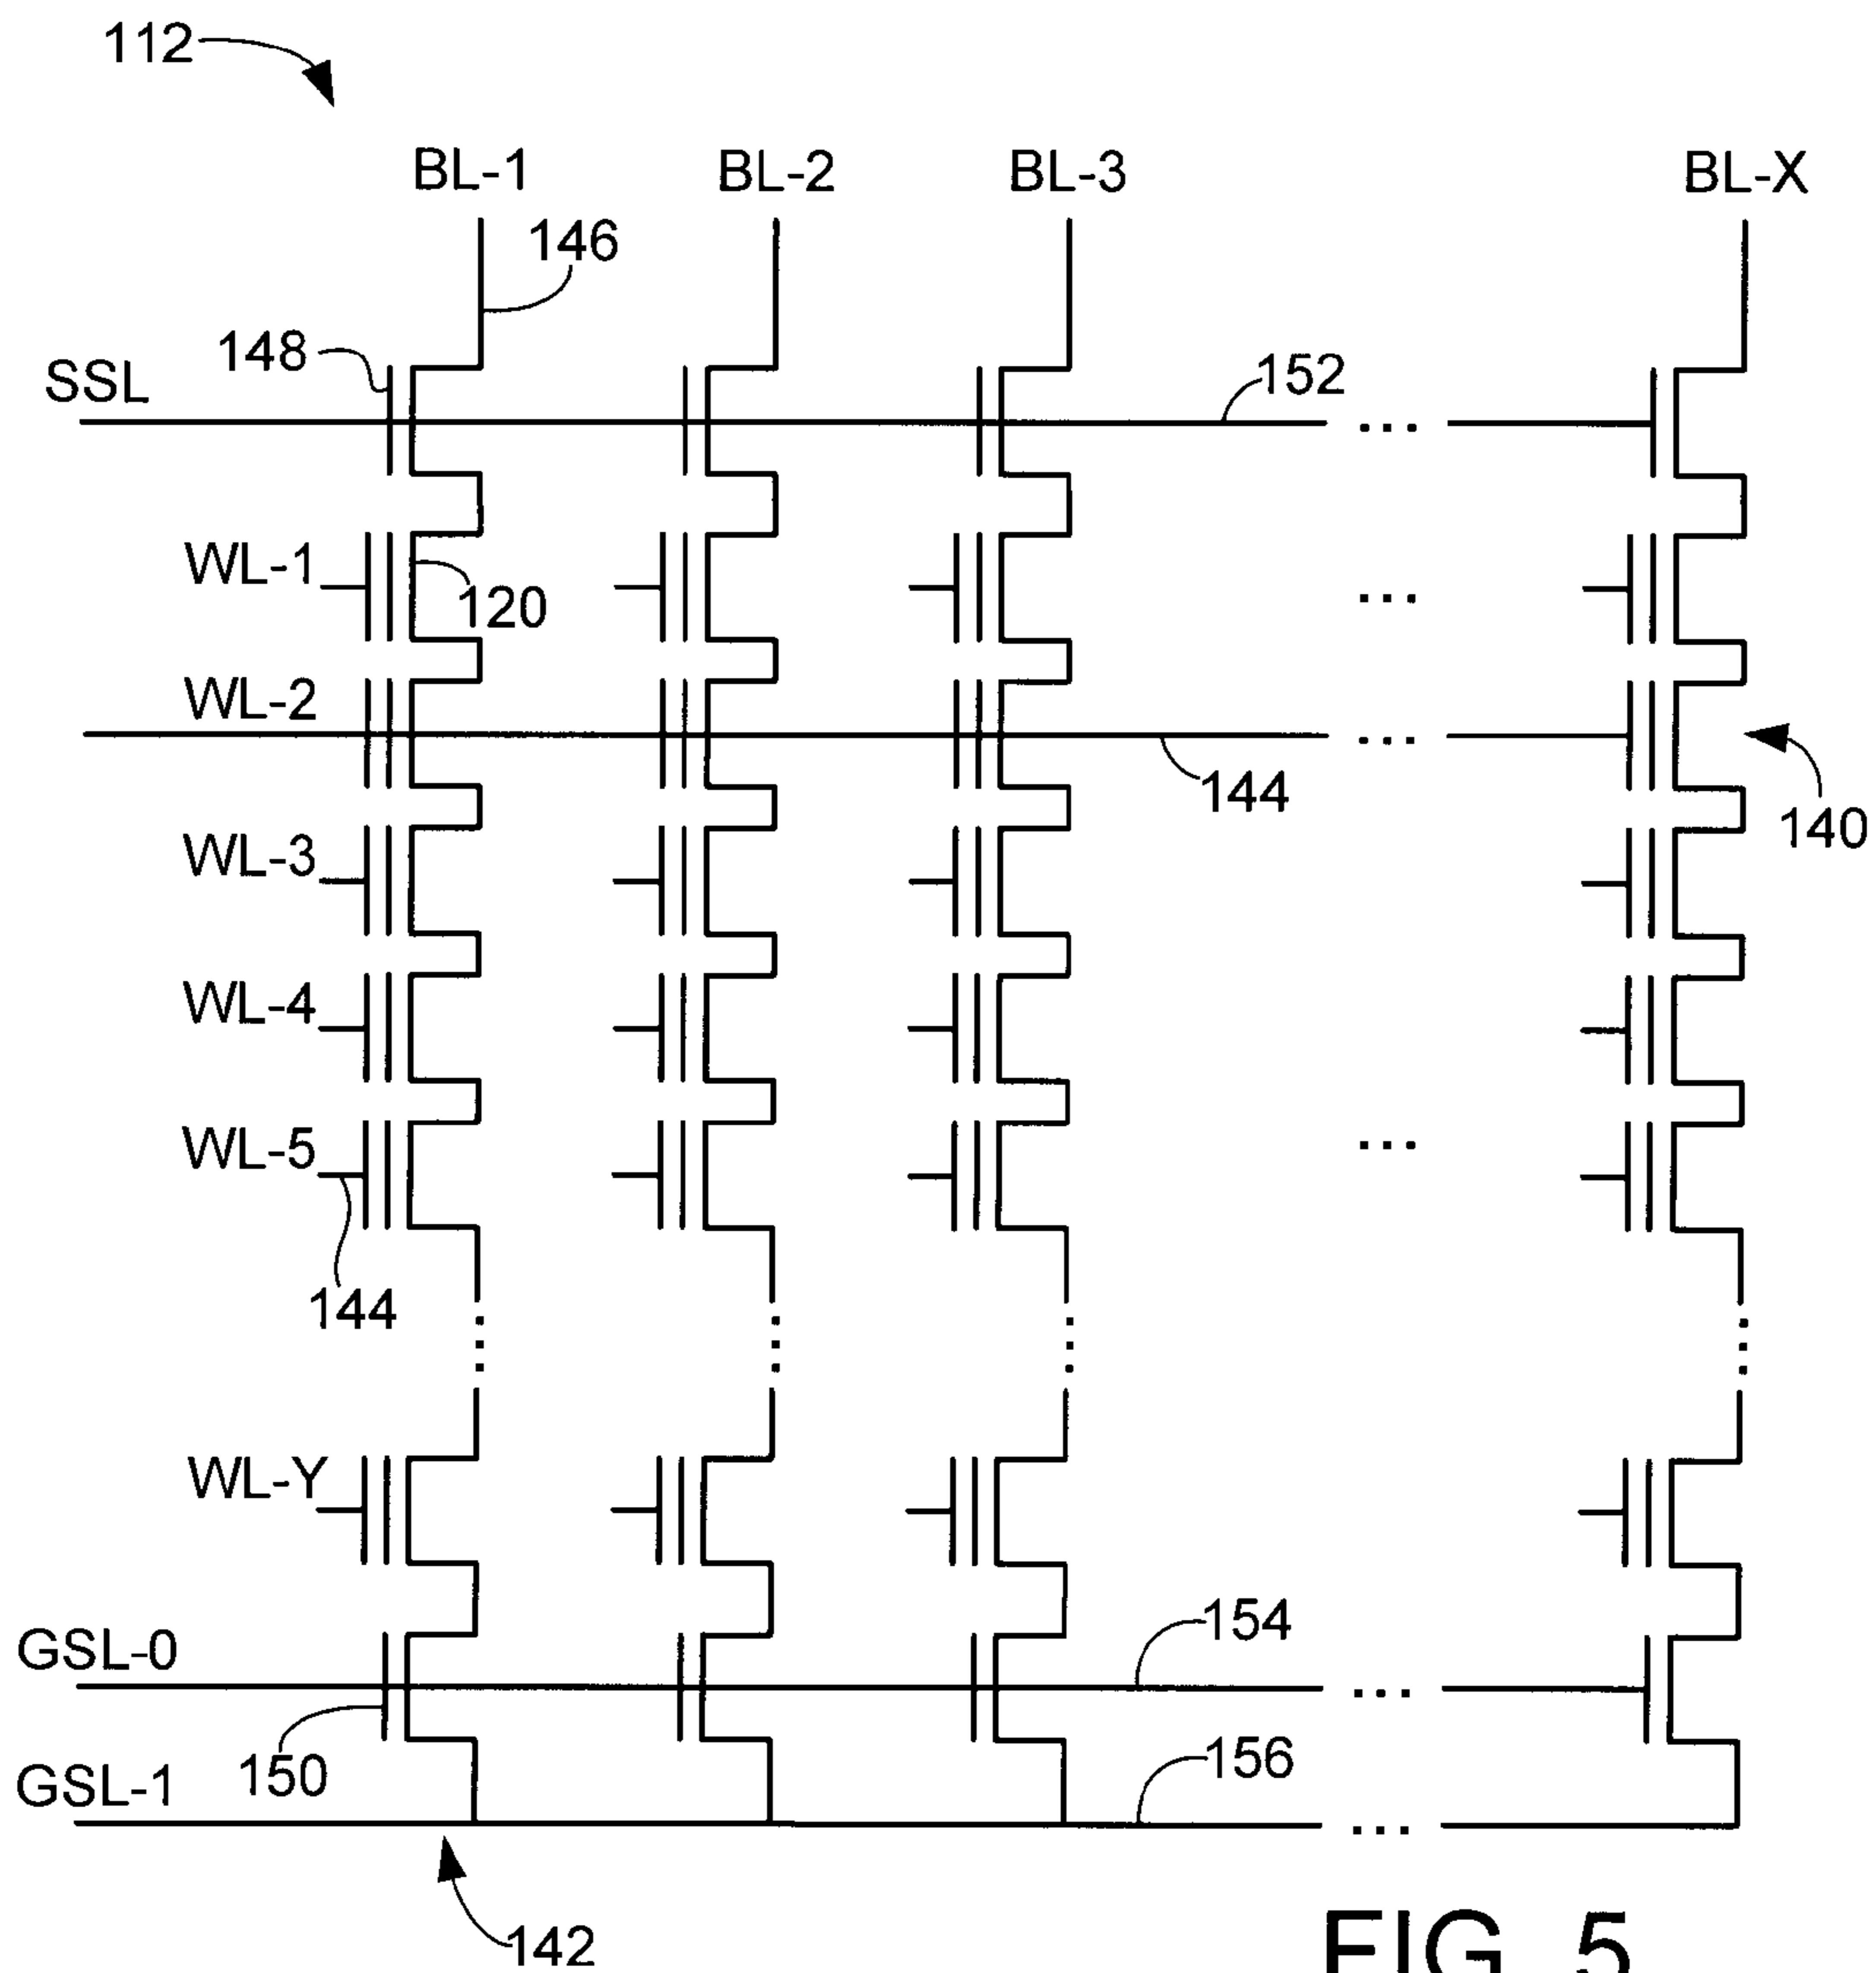 112
BL-1 BL-2 BL-3 BL-X
146
148
SSL
152
WL-1
120
WL-2
144
140
WL-3
WL-4
WL-5
144
WL-Y
GSL-0
154
150
156
GSL-1
142
FIG. 5